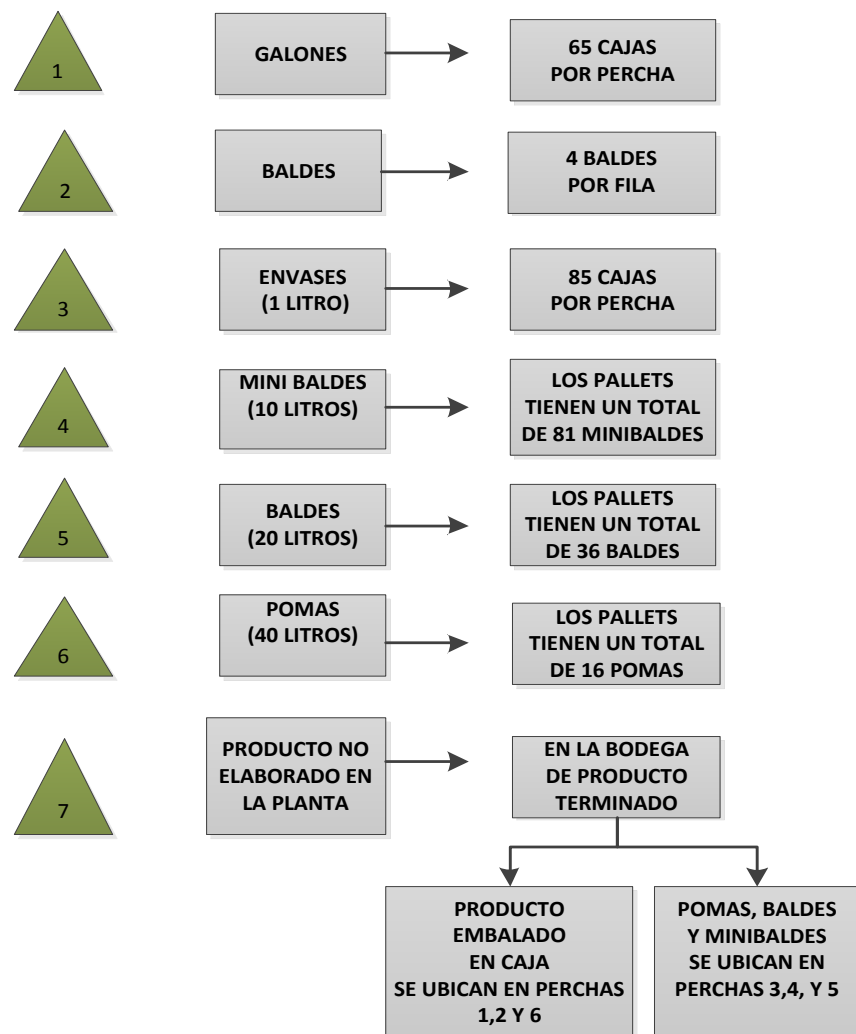 1
GALONES
65 CAJAS
POR PERCHA
2
BALDES
4 BALDES
POR FILA
3
ENVASES
(1 LITRO)
85 CAJAS
POR PERCHA
4
MINI BALDES
(10 LITROS)
LOS PALLETS
TIENEN UN TOTAL
DE 81 MINIBALDES
5
BALDES
(20 LITROS)
LOS PALLETS
TIENEN UN TOTAL
DE 36 BALDES
6
POMAS
(40 LITROS)
LOS PALLETS
TIENEN UN TOTAL
DE 16 POMAS
7
PRODUCTO NO
ELABORADO EN
LA PLANTA
EN LA BODEGA
DE PRODUCTO
TERMINADO
PRODUCTO
EMBALADO
EN CAJA
SE UBICAN EN PERCHAS
1,2 Y 6
POMAS, BALDES
Y MINIBALDES
SE UBICAN EN
PERCHAS 3,4, Y 5